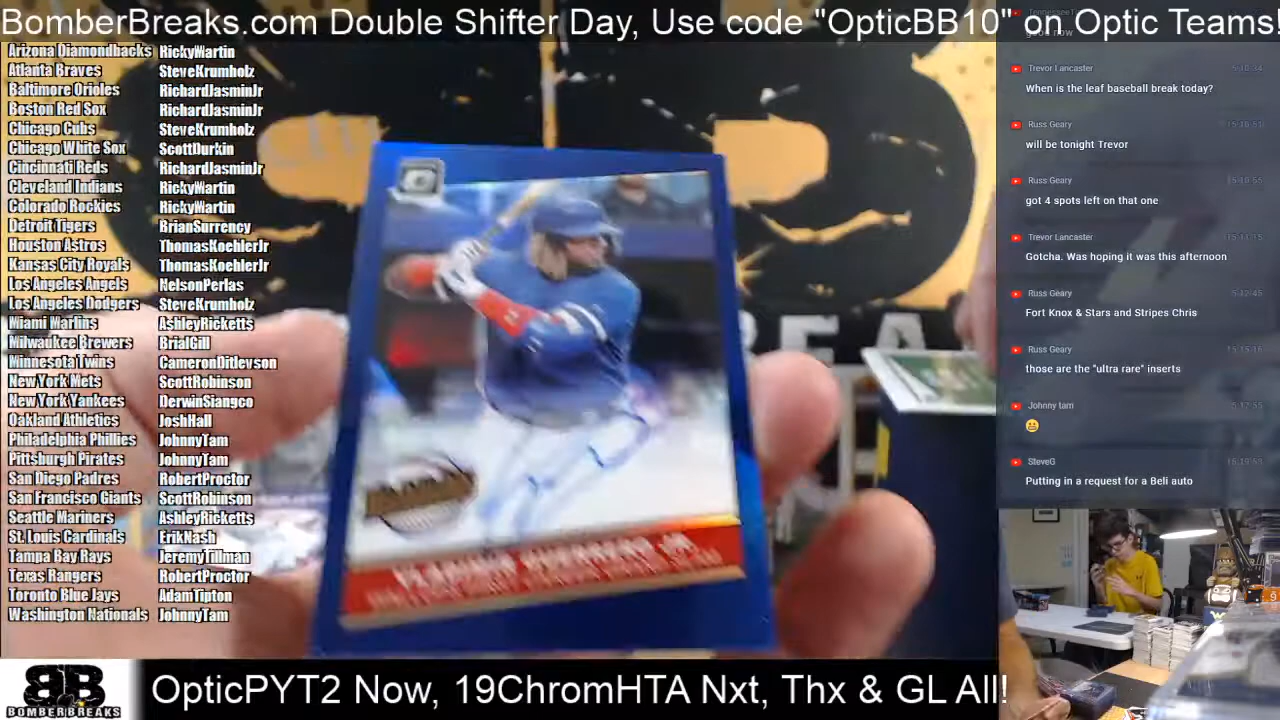 BomberBreaks.com Double Shifter Day, Use code "OpticBB10" on Optic Teams!
Arizona Diamondbacks RickyWartin
Atlanta Braves SteveKrumholz
Baltimore Orioles RichardJasminJr
Boston Red Sox RichardJasminJr
Chicago Cubs SteveKrumholz
Chicago White Sox ScottDurkin
Cincinnati Reds RichardJasminJr
Cleveland Indians RickyWartin
Colorado Rockies RickyWartin
Detroit Tigers BrianSurrency
Houston Astros ThomasKoehlerJr
Kansas City Royals ThomasKoehlerJr
Los Angeles Angels NelsonPerlas
Los Angeles Dodgers SteveKrumholz
Miami Marlins AshleyRicketts
Milwaukee Brewers BrialGill
Minnesota Twins CameronDitlevson
New York Mets ScottRobinson
New York Yankees DerwinSiangco
Oakland Athletics JoshHall
Philadelphia Phillies JohnnyTam
Pittsburgh Pirates JohnnyTam
San Diego Padres RobertProctor
San Francisco Giants ScottRobinson
Seattle Mariners AshleyRicketts
St. Louis Cardinals ErikNash
Tampa Bay Rays JeremyTillman
Texas Rangers RobertProctor
Toronto Blue Jays AdamTipton
Washington Nationals JohnnyTam
VLADIMIR GUERRERO JR.
good now
Trevor Lancaster
When is the leaf baseball break today?
Russ Geary
will be tonight Trevor
Russ Geary
got 4 spots left on that one
Trevor Lancaster
Gotcha. Was hoping it was this afternoon
Russ Geary
Fort Knox & Stars and Stripes Chris
Russ Geary
those are the "ultra rare" inserts
Johnny tam
😀
SteveG
Putting in a request for a Beli auto
BB
BOMBERBREAKS
OpticPYT2 Now, 19ChromHTA Nxt, Thx & GL All!